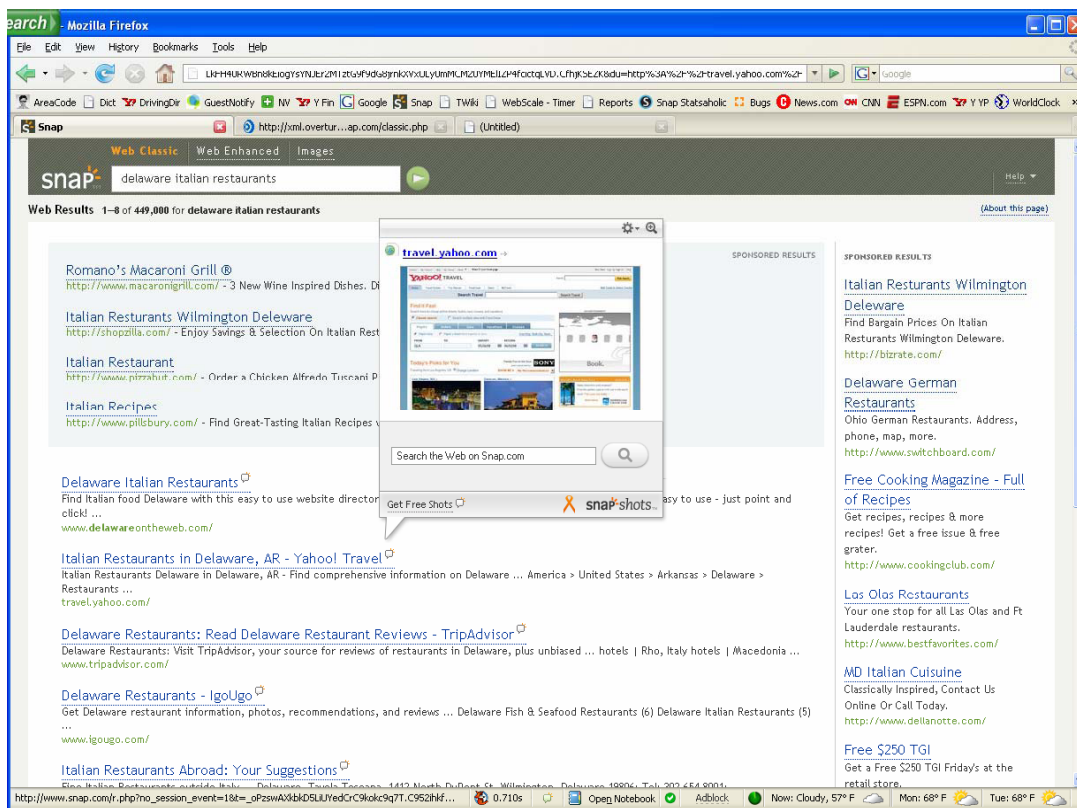 earch - Mozilla Firefox
File Edit View History Bookmarks Tools Help
Google
AreaCode Dict DrivingDir GuestNotify NV Y Fin Google Snap TWiki WebScale - Timer Reports Snap Statsaholic Bugs News.com CNN ESPN.com Y YP WorldClock »
Snap http://xml.overtur...ap.com/classic.php (Untitled)
Web Classic Web Enhanced Images
snap delaware italian restaurants
Help
Web Results 1–8 of 449,000 for delaware italian restaurants (About this page)
SPONSORED RESULTS
Romano's Macaroni Grill ®
http://www.macaronigrill.com/ - 3 New Wine Inspired Dishes. Di
Italian Resturants Wilmington Deleware
http://shopzilla.com/ - Enjoy Savings & Selection On Italian Rest
Italian Restaurant
http://www.pizzahut.com/ - Order a Chicken Alfredo Tuscani P
Italian Recipes
http://www.pillsbury.com/ - Find Great-Tasting Italian Recipes
travel.yahoo.com
YAHOO! TRAVEL
Search Travel
SONY
Book.
Search the Web on Snap.com
Get Free Shots snap shots
Delaware Italian Restaurants
Find Italian food Delaware with this easy to use website director
asy to use - just point and
click! ...
www.delawareontheweb.com/
Italian Restaurants in Delaware, AR - Yahoo! Travel
Italian Restaurants Delaware in Delaware, AR - Find comprehensive information on Delaware ... America > United States > Arkansas > Delaware >
Restaurants ...
travel.yahoo.com/
Delaware Restaurants: Read Delaware Restaurant Reviews - TripAdvisor
Delaware Restaurants: Visit TripAdvisor, your source for reviews of restaurants in Delaware, plus unbiased ... hotels | Rho, Italy hotels | Macedonia ...
www.tripadvisor.com/
Delaware Restaurants - IgoUgo
Get Delaware restaurant information, photos, recommendations, and reviews ... Delaware Fish & Seafood Restaurants (6) Delaware Italian Restaurants (5)
...
www.igougo.com/
Italian Restaurants Abroad: Your Suggestions
SPONSORED RESULTS
Italian Resturants Wilmington
Deleware
Find Bargain Prices On Italian
Resturants Wilmington Deleware.
http://bizrate.com/
Delaware German
Restaurants
Ohio German Restaurants. Address,
phone, map, more.
http://www.switchboard.com/
Free Cooking Magazine - Full
of Recipes
Get recipes, recipes & more
recipes! Get a free issue & free
grater.
http://www.cookingclub.com/
Las Olas Restaurants
Your one stop for all Las Olas and Ft
Lauderdale restaurants.
http://www.bestfavorites.com/
MD Italian Cuisuine
Classically Inspired, Contact Us
Online Or Call Today.
http://www.dellanotte.com/
Free $250 TGI
Get a Free $250 TGI Friday's at the
retail store.
0.710s Open Notebook Adblock Now: Cloudy, 57° F Mon: 68° F Tue: 68° F